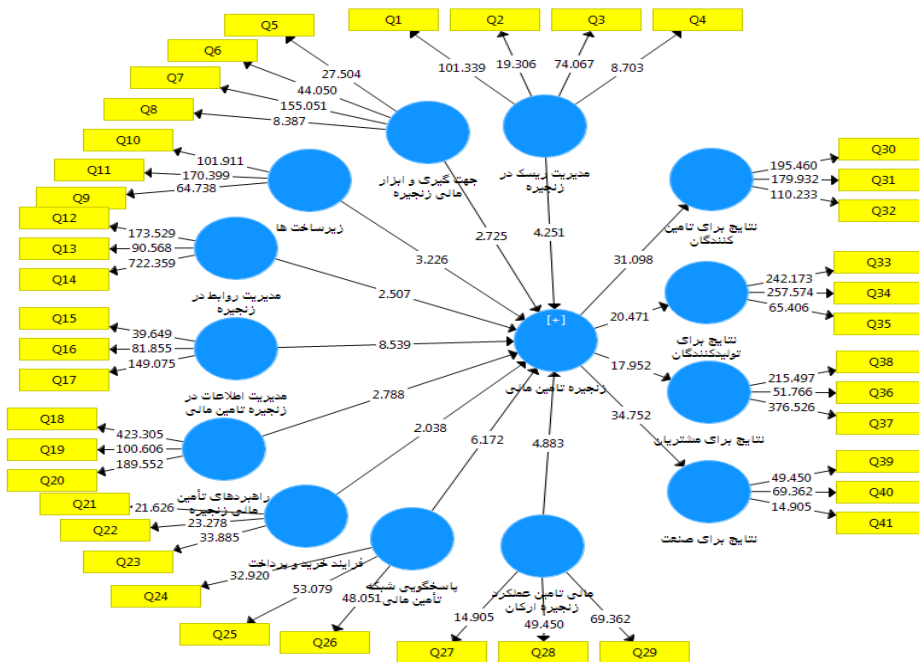 Q1
Q2
Q3
Q4
101.339
19.306
74.067
8.703
Q5
Q6
Q7
Q8
27.504
44.050
155.051
8.387
Q10
Q11
Q9
101.911
170.399
64.738
Q12
Q13
Q14
173.529
90.568
722.359
Q15
Q16
Q17
39.649
81.855
149.075
Q18
Q19
Q20
423.305
100.606
189.552
Q21
Q22
Q23
21.626
23.278
33.885
Q24
Q25
Q26
32.920
53.079
48.051
Q27
Q28
Q29
14.905
49.450
69.362
مدیریت ریسک در
زنجیره
جهت گیری و ابزار
مالی زنجیره
زیرساخت ها
مدیریت روابط در
زنجیره
مدیریت اطلاعات در
زنجیره تامین مالی
راهبردهای تأمین
مالی زنجیره
فرایند خرید و پرداخت
پاسخگویی شبکه
تأمین مالی
مالی تامین عملکرد
زنجیره ارکان
4.251
2.725
3.226
2.507
8.539
2.788
2.038
6.172
4.883
[+]
زنجیره تامین مالی
31.098
20.471
17.952
34.752
نتایج برای تامین
کنندگان
195.460
179.932
110.233
Q30
Q31
Q32
نتایج برای
تولیدکنندگان
242.173
257.574
65.406
Q33
Q34
Q35
نتایج برای مشتریان
215.497
51.766
376.526
Q38
Q36
Q37
نتایج برای صنعت
49.450
69.362
14.905
Q39
Q40
Q41